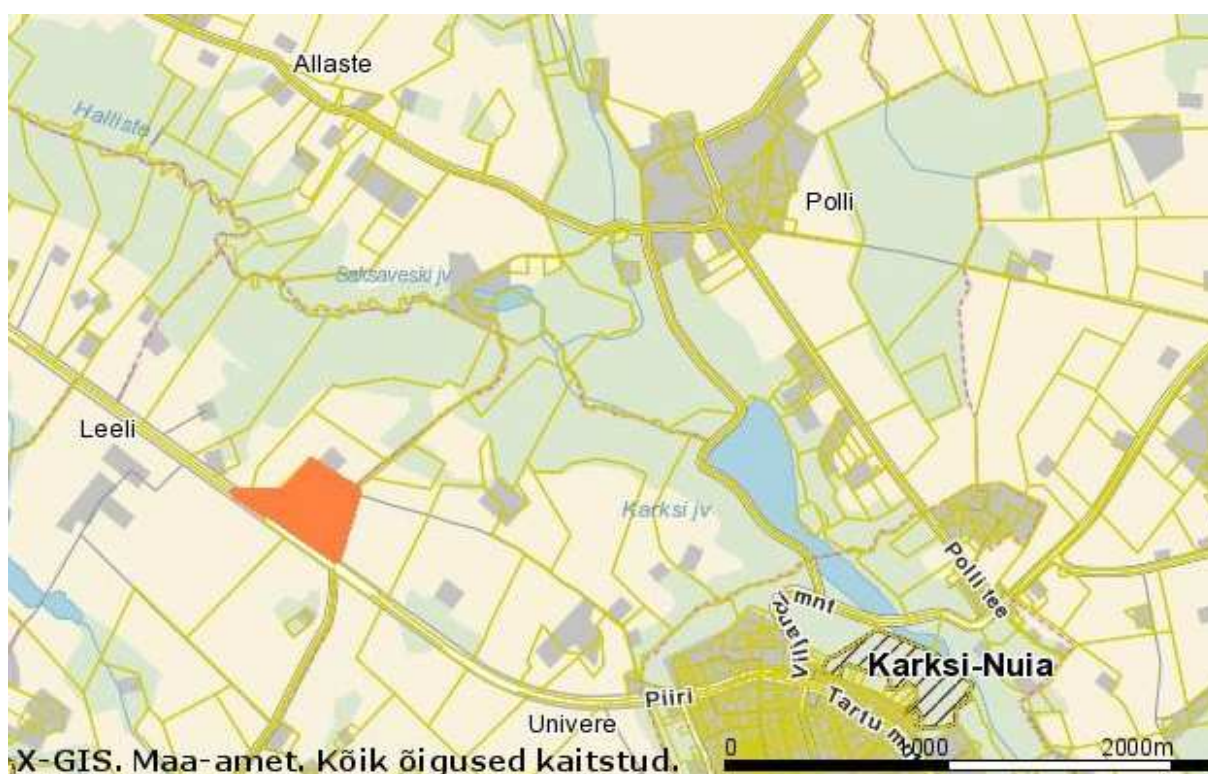 Allaste
Halliste j
Polli
Saksaveski jv
Leeli
Karksi jv
Polli tee
Viljandi mnt
Karksi-Nuia
Piiri
Tartu mnt
Univere
0 1000 2000m
X-GIS. Maa-amet. Kõik õigused kaitstud.